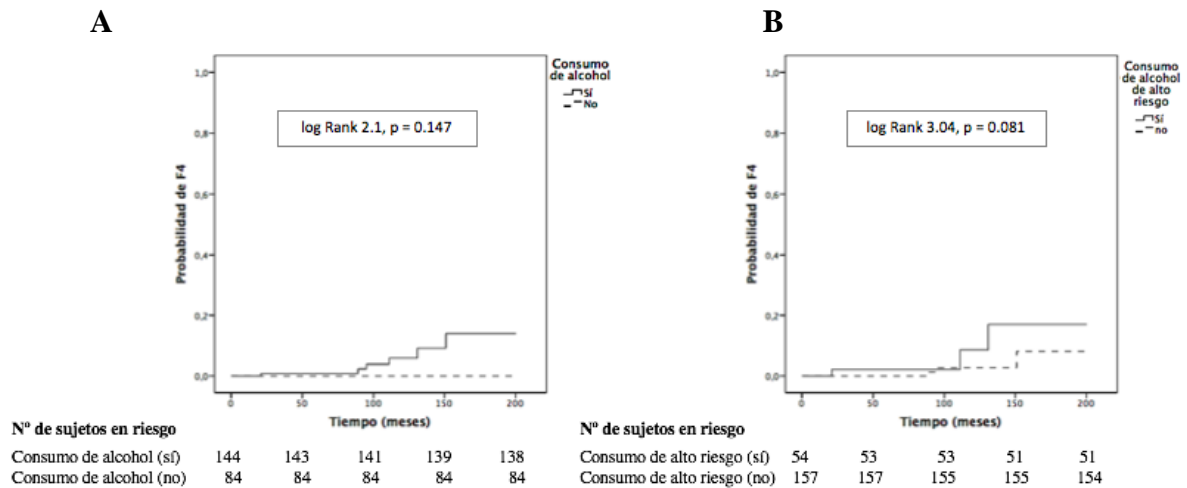 A
Consumo
de alcohol
Sí
No
log Rank 2.1, p = 0.147
Probabilidad de F4
1,0
0,8
0,6
0,4
0,2
0,0
0 50 100 150 200
Tiempo (meses)
Nº de sujetos en riesgo
Consumo de alcohol (sí) 144 143 141 139 138
Consumo de alcohol (no) 84 84 84 84 84
B
Consumo
de alcohol
de alto
riesgo
Sí
no
log Rank 3.04, p = 0.081
Probabilidad de F4
1,0
0,8
0,6
0,4
0,2
0,0
0 50 100 150 200
Tiempo (meses)
Nº de sujetos en riesgo
Consumo de alto riesgo (sí) 54 53 53 51 51
Consumo de alto riesgo (no) 157 157 155 155 154